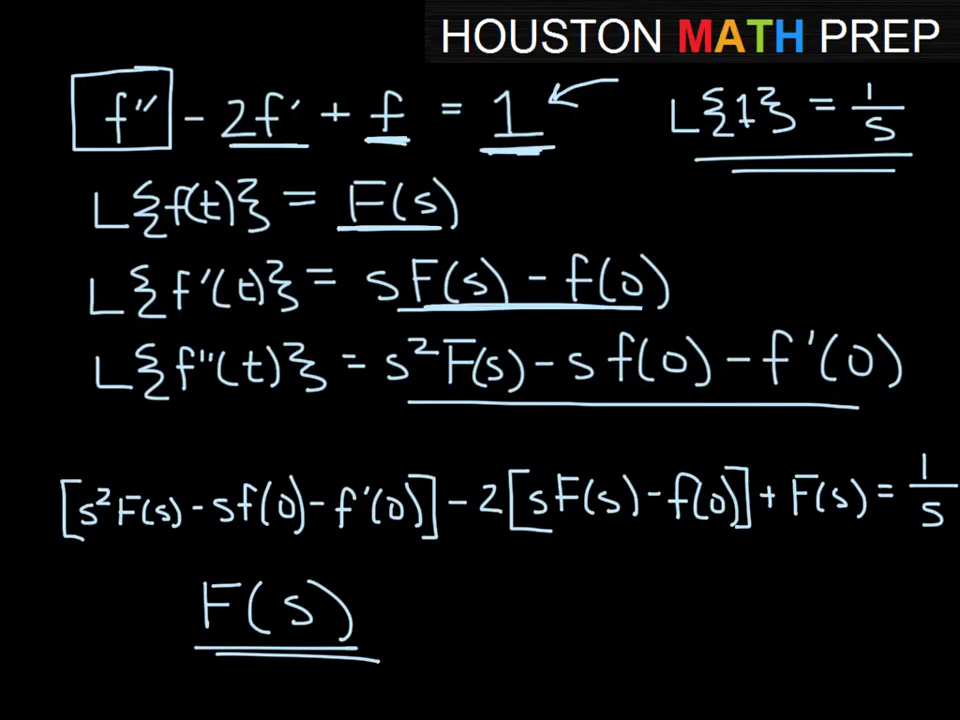 HOUSTON MATH PREP
f'' - 2f' + f = 1
L{1} = 1/s
L{f(t)} = F(s)
L{f'(t)} = sF(s) - f(0)
L{f''(t)} = s²F(s) - sf(0) - f'(0)
[s²F(s) - sf(0) - f'(0)] - 2[sF(s) - f(0)] + F(s) = 1/s
F(s)